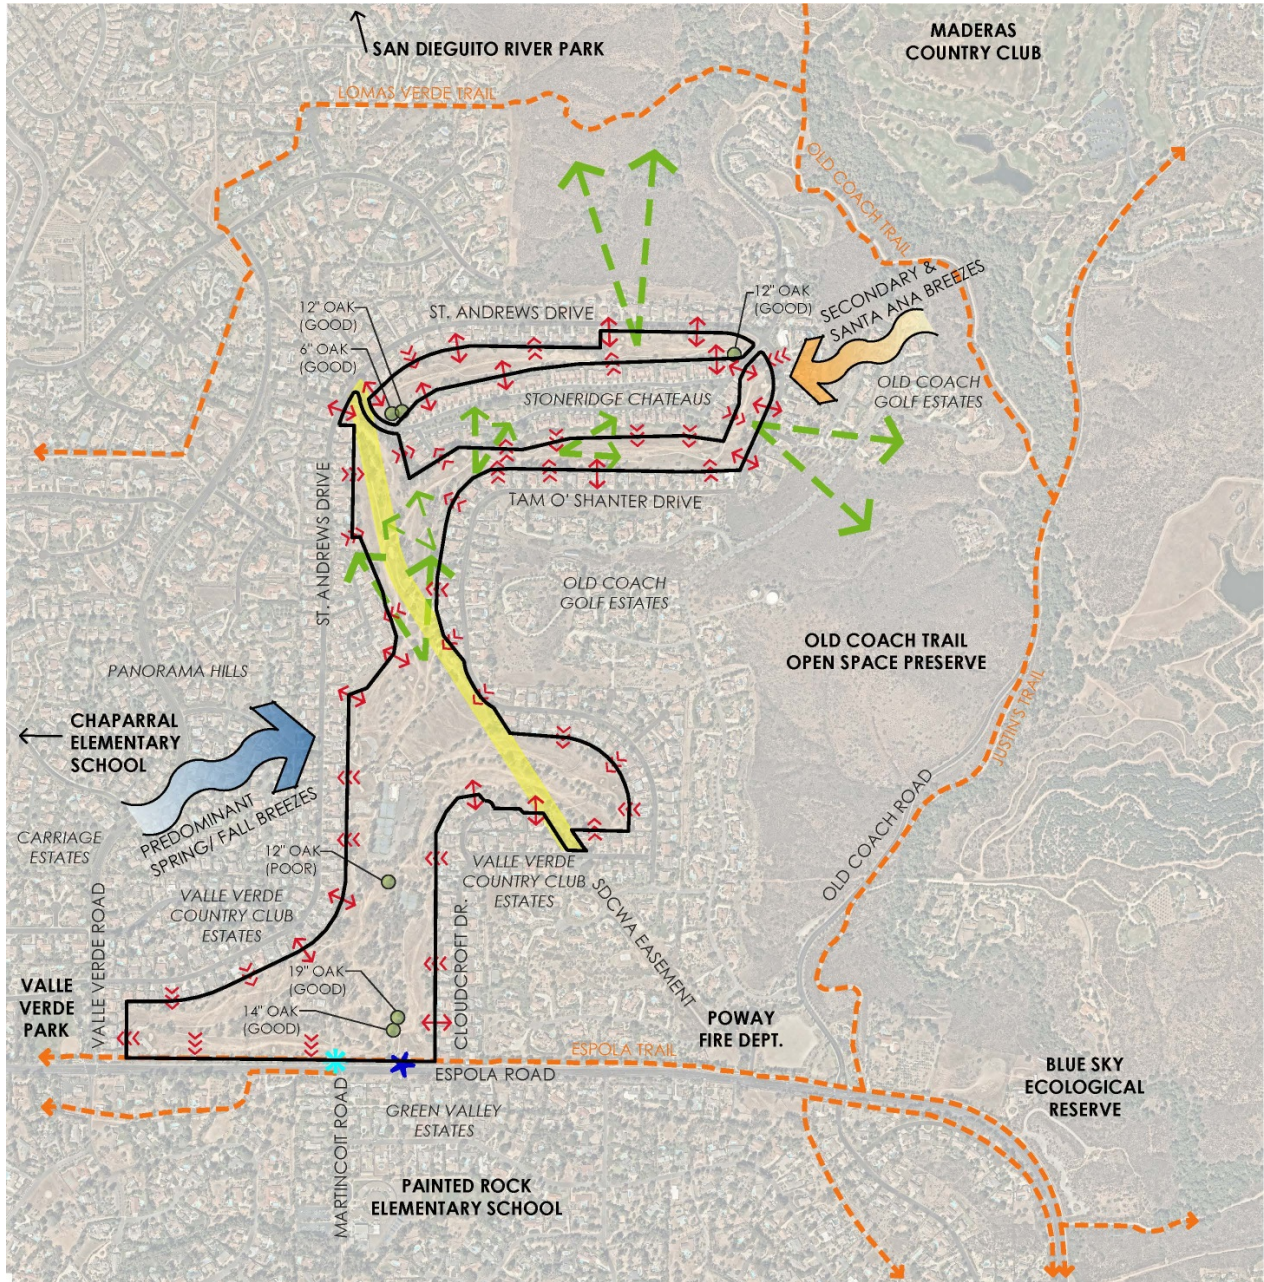 SAN DIEGUITO RIVER PARK
MADERAS
COUNTRY CLUB
LOMAS VERDE TRAIL
OLD COACH TRAIL
SECONDARY &
SANTA ANA BREEZES
12" OAK
(GOOD)
ST. ANDREWS DRIVE
12" OAK
(GOOD)
6" OAK
(GOOD)
STONERIDGE CHATEAUS
OLD COACH
GOLF ESTATES
ST. ANDREWS DRIVE
TAM O' SHANTER DRIVE
OLD COACH
GOLF ESTATES
OLD COACH TRAIL
OPEN SPACE PRESERVE
PANORAMA HILLS
JUSTIN'S TRAIL
CHAPARRAL
ELEMENTARY
SCHOOL
PREDOMINANT
SPRING/ FALL BREEZES
OLD COACH ROAD
CARRIAGE
ESTATES
12" OAK
(POOR)
VALLE VERDE
COUNTRY CLUB
ESTATES
VALLE VERDE
COUNTRY CLUB
ESTATES
SDCWA EASEMENT
VALLE VERDE ROAD
CLOUDCROFT DR.
19" OAK
(GOOD)
14" OAK
(GOOD)
VALLE
VERDE
PARK
POWAY
FIRE DEPT.
ESPOLA TRAIL
ESPOLA ROAD
MARTINCOIT ROAD
GREEN VALLEY
ESTATES
BLUE SKY
ECOLOGICAL
RESERVE
PAINTED ROCK
ELEMENTARY SCHOOL